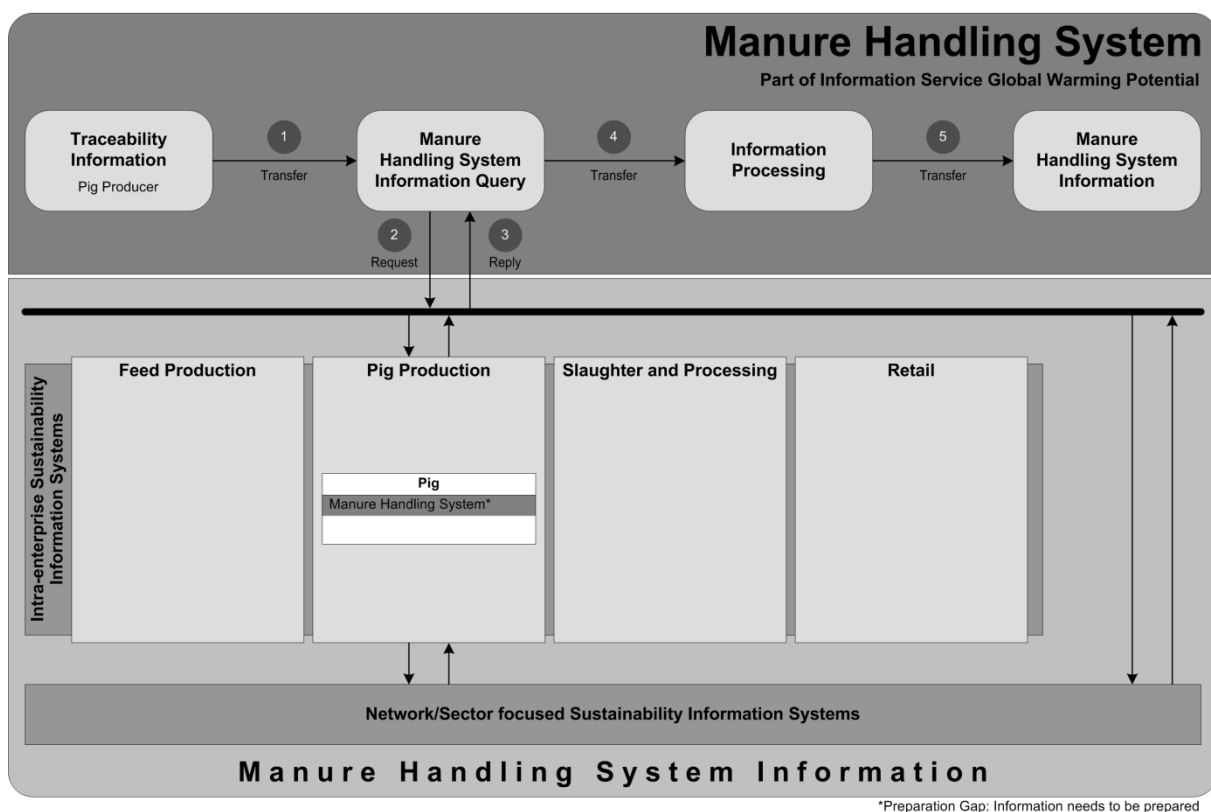 Manure Handling System
Part of Information Service Global Warming Potential
Traceability
Information
Pig Producer
1
Transfer
Manure
Handling System
Information Query
4
Transfer
Information
Processing
5
Transfer
Manure
Handling System
Information
2
Request
3
Reply
Intra-enterprise Sustainability
Information Systems
Feed Production
Pig Production
Slaughter and Processing
Retail
Pig
Manure Handling System*
Network/Sector focused Sustainability Information Systems
Manure Handling System Information
*Preparation Gap: Information needs to be prepared